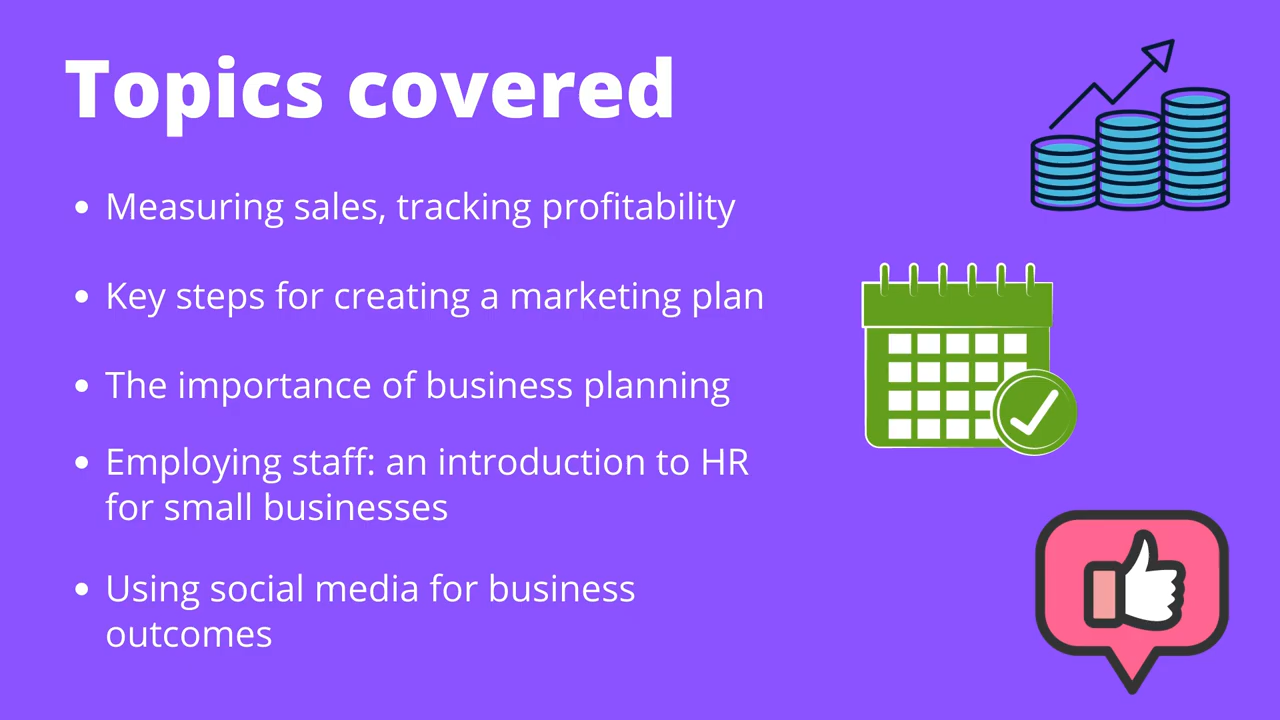 Topics covered
• Measuring sales, tracking profitability
• Key steps for creating a marketing plan
• The importance of business planning
• Employing staff: an introduction to HR
for small businesses
• Using social media for business
outcomes